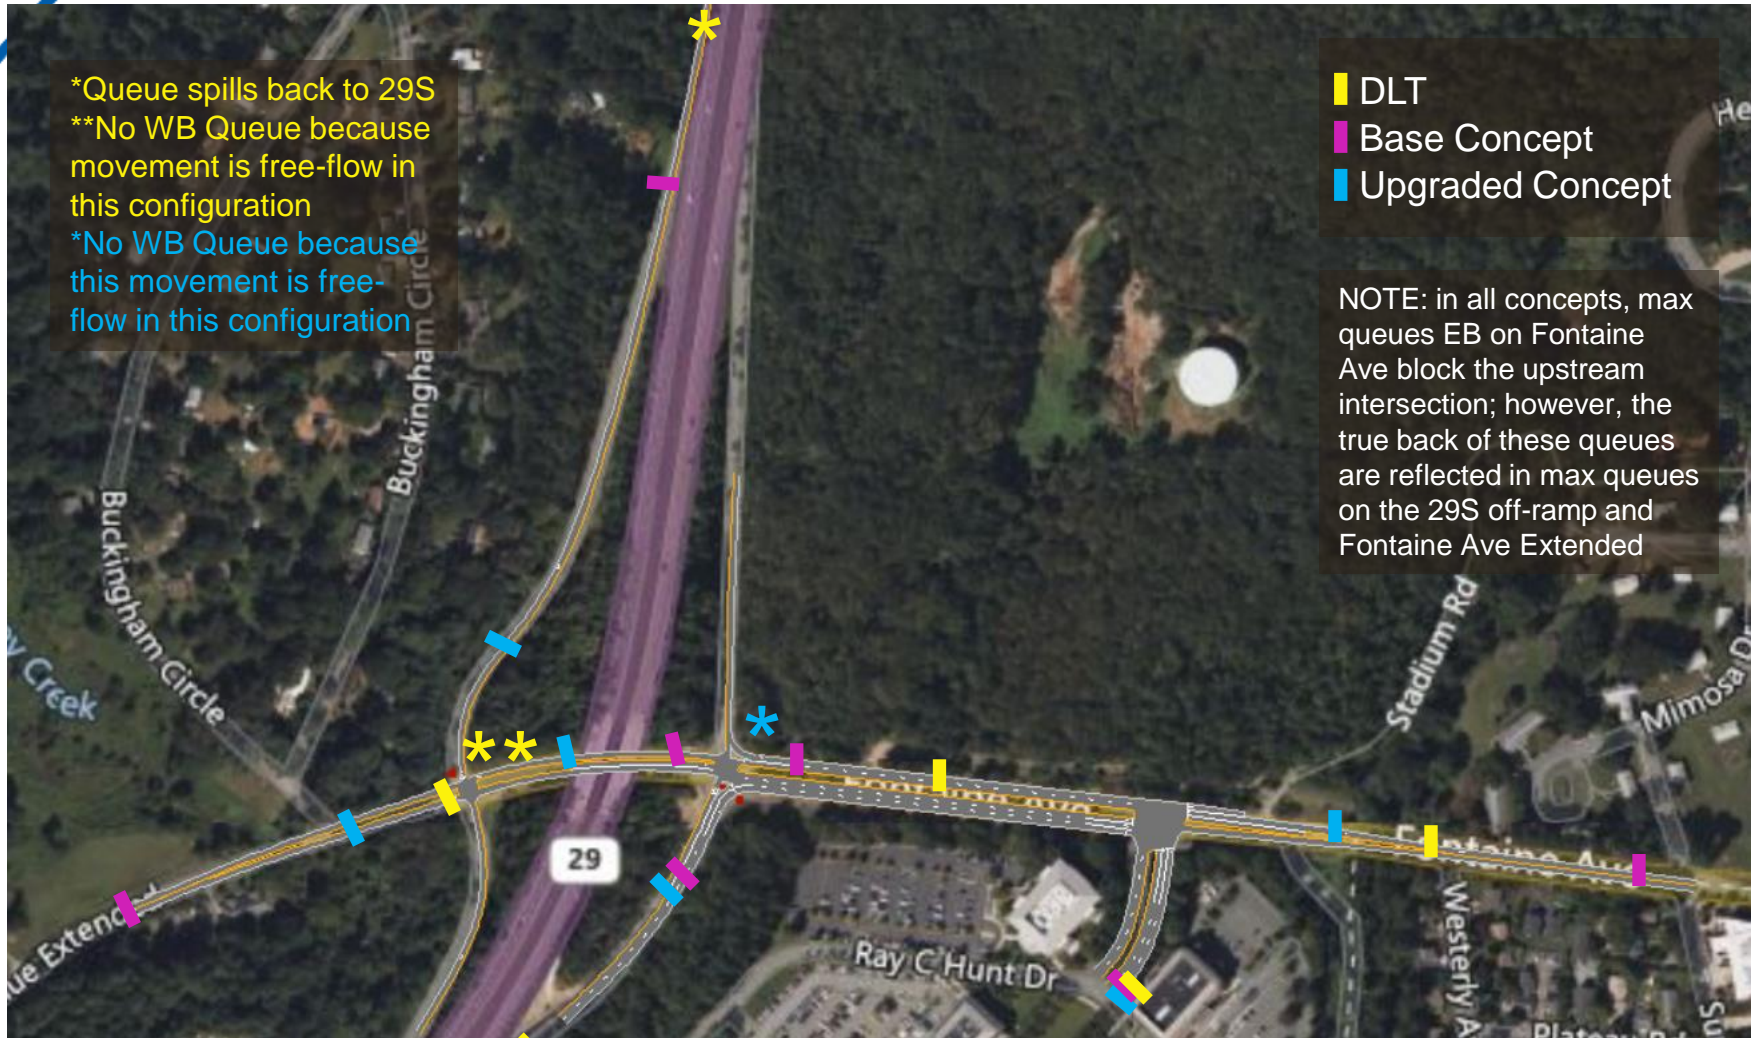 *Queue spills back to 29S
**No WB Queue because
movement is free-flow in
this configuration
*No WB Queue because
this movement is free-
flow in this configuration
DLT
Base Concept
Upgraded Concept
NOTE: in all concepts, max
queues EB on Fontaine
Ave block the upstream
intersection; however, the
true back of these queues
are reflected in max queues
on the 29S off-ramp and
Fontaine Ave Extended
*
Buckingham Circle
Buckingham Circle
Creek
*
**
29
Stadium Rd
Mimosa Dr
Fontaine Ave
Fontaine Ave
Extended
Ray C Hunt Dr
Westerly A
Su
He